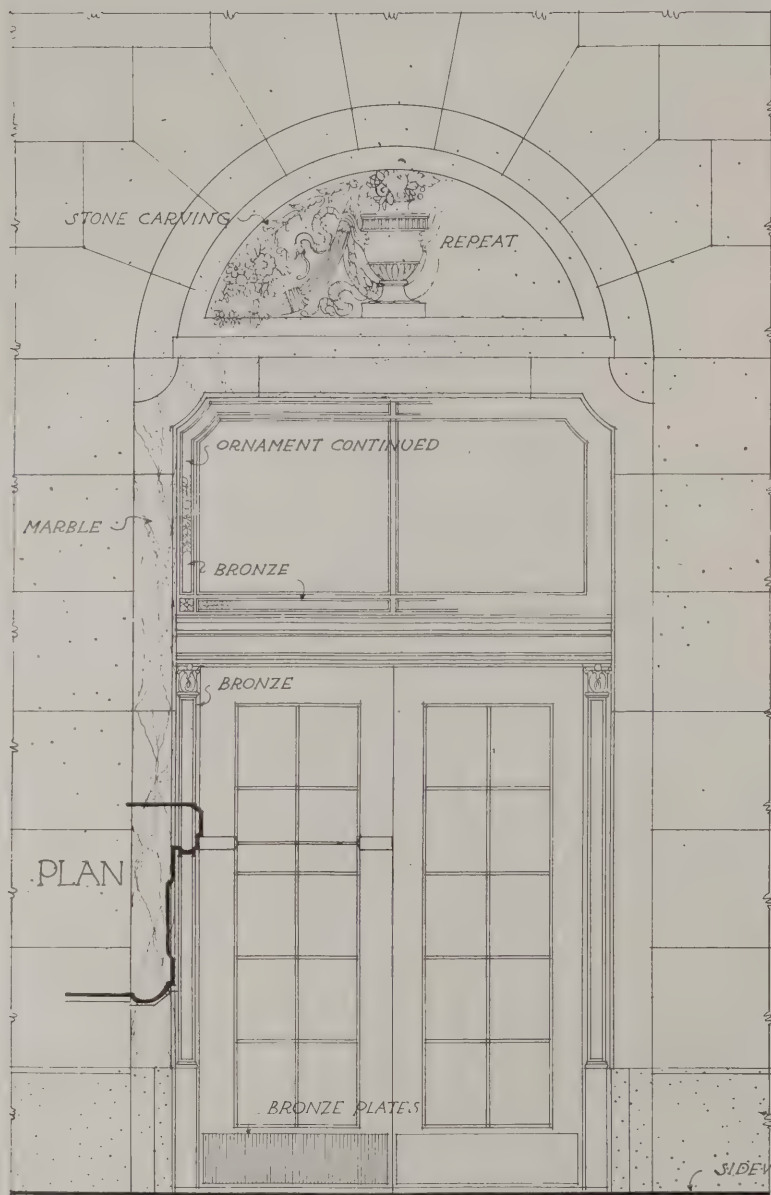 STONE CARVING
REPEAT
ORNAMENT CONTINUED
MARBLE
BRONZE
BRONZE
PLAN
BRONZE PLATES